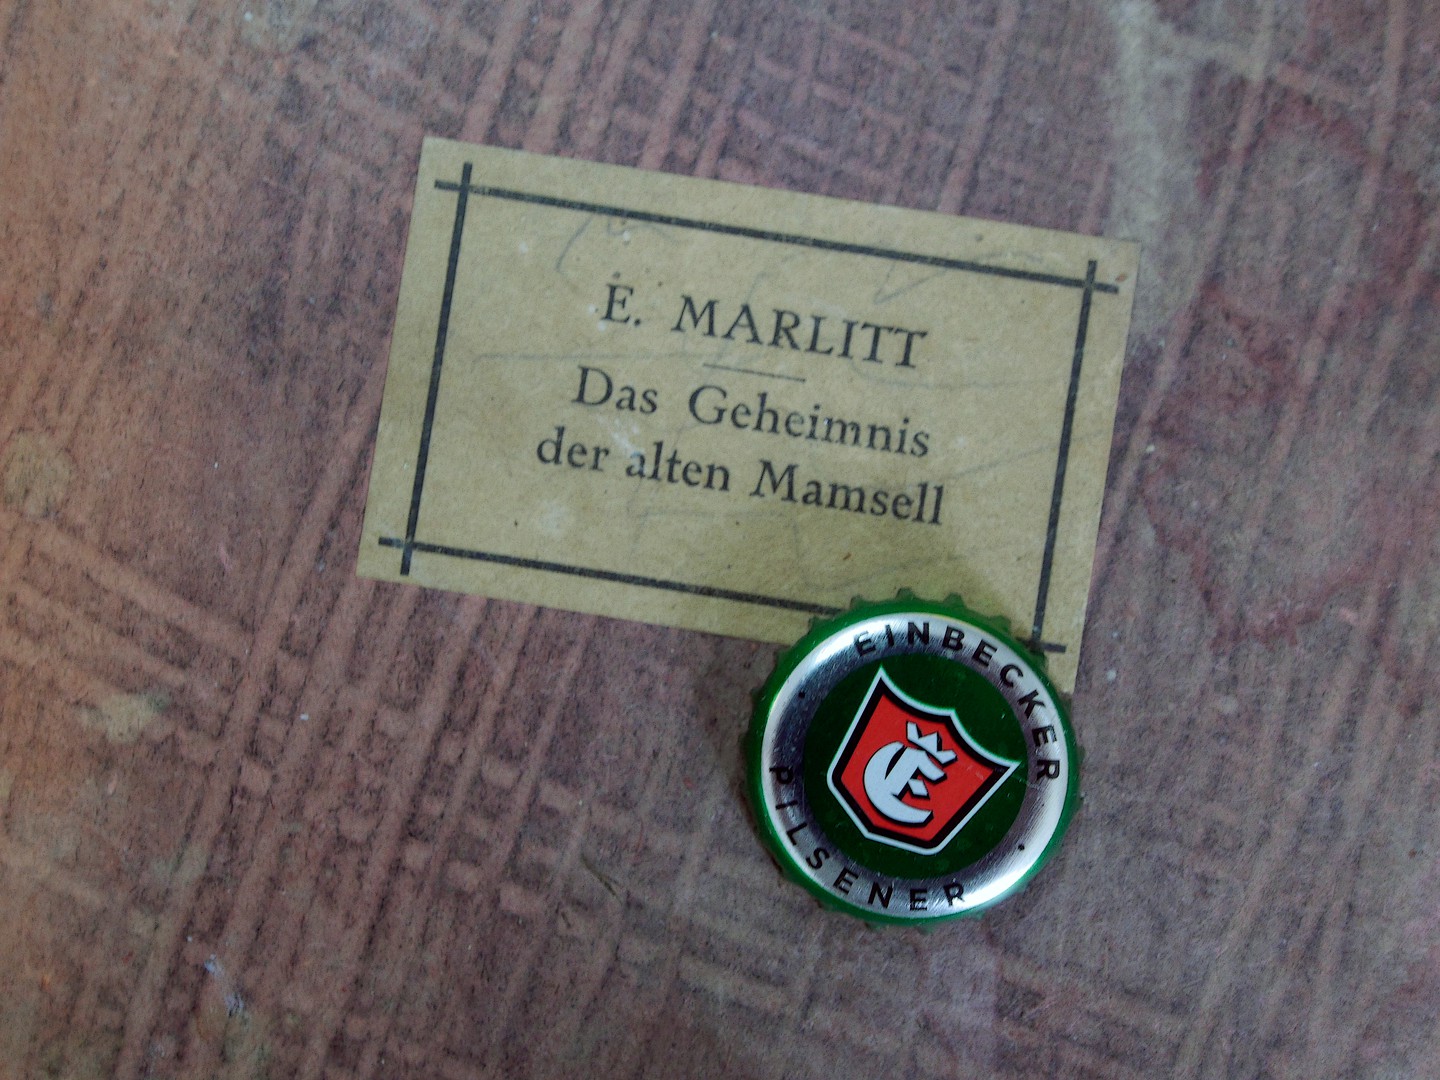 E. MARLITT
Das Geheimnis
der alten Mamsell
EINBECKER
E
PILSENER